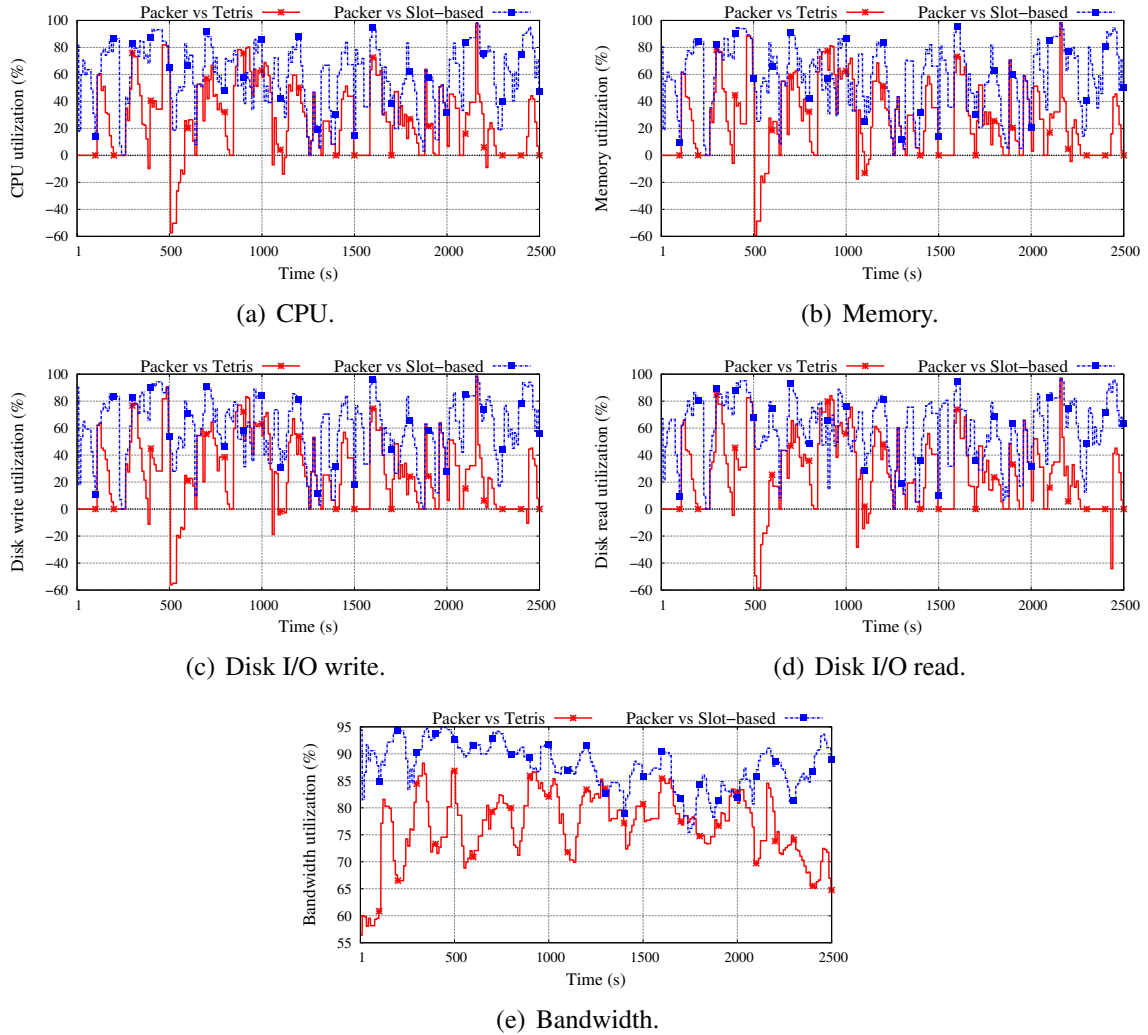 Packer vs Tetris Packer vs Slot-based
100
80
60
40
20
0
−20
−40
−60
CPU utilization (%)
1 500 1000 1500 2000 2500
Time (s)
(a) CPU.
Packer vs Tetris Packer vs Slot-based
100
80
60
40
20
0
−20
−40
−60
Memory utilization (%)
1 500 1000 1500 2000 2500
Time (s)
(b) Memory.
Packer vs Tetris Packer vs Slot-based
100
80
60
40
20
0
−20
−40
−60
Disk write utilization (%)
1 500 1000 1500 2000 2500
Time (s)
(c) Disk I/O write.
Packer vs Tetris Packer vs Slot-based
100
80
60
40
20
0
−20
−40
−60
Disk read utilization (%)
1 500 1000 1500 2000 2500
Time (s)
(d) Disk I/O read.
Packer vs Tetris Packer vs Slot-based
95
90
85
80
75
70
65
60
55
Bandwidth utilization (%)
1 500 1000 1500 2000 2500
Time (s)
(e) Bandwidth.